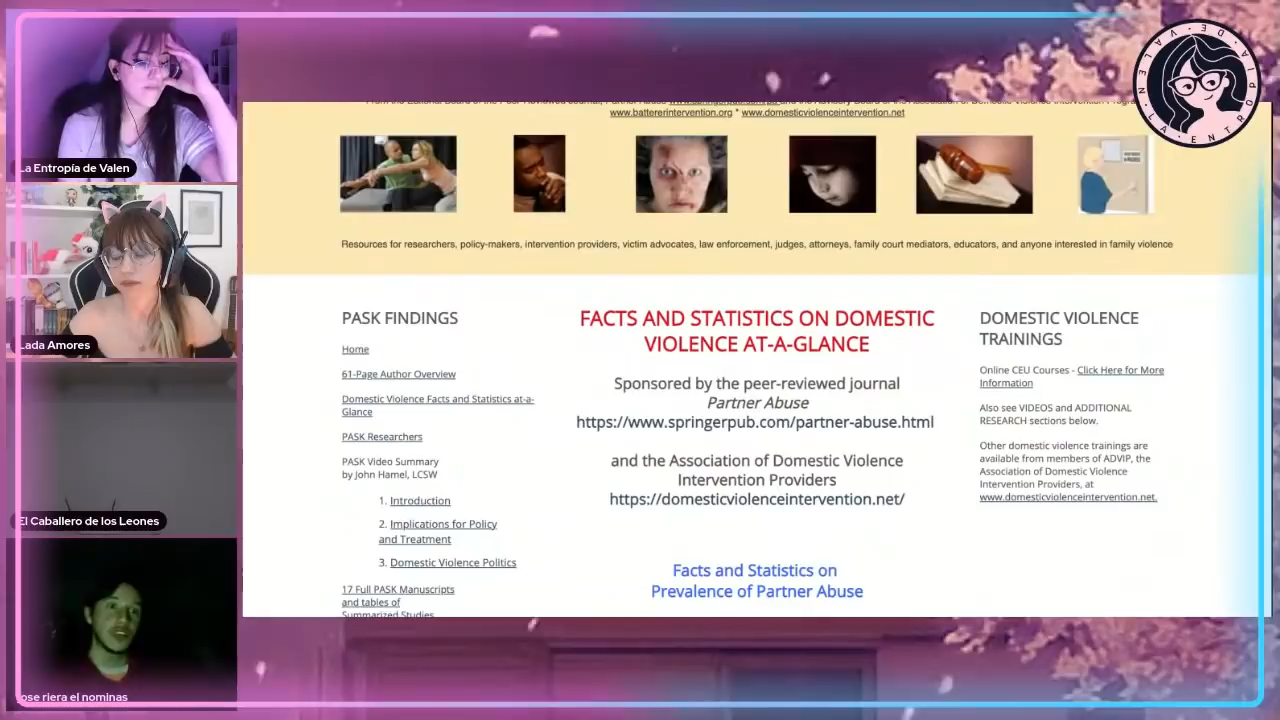 LA ENTROPÍA DE VALEN
www.battererintervention.org * www.domesticviolenceintervention.net
Resources for researchers, policy-makers, intervention providers, victim advocates, law enforcement, judges, attorneys, family court mediators, educators, and anyone interested in family violence
La Entropía de Valen
Lada Amores
El Caballero de los Leones
ose riera el nominas
PASK FINDINGS
Home
61-Page Author Overview
Domestic Violence Facts and Statistics at-a-
Glance
PASK Researchers
PASK Video Summary
by John Hamel, LCSW
1. Introduction
2. Implications for Policy
and Treatment
3. Domestic Violence Politics
17 Full PASK Manuscripts
and tables of
Summarized Studies
FACTS AND STATISTICS ON DOMESTIC
VIOLENCE AT-A-GLANCE
Sponsored by the peer-reviewed journal
Partner Abuse
https://www.springerpub.com/partner-abuse.html
and the Association of Domestic Violence
Intervention Providers
https://domesticviolenceintervention.net/
Facts and Statistics on
Prevalence of Partner Abuse
DOMESTIC VIOLENCE
TRAININGS
Online CEU Courses - Click Here for More
Information
Also see VIDEOS and ADDITIONAL
RESEARCH sections below.
Other domestic violence trainings are
available from members of ADVIP, the
Association of Domestic Violence
Intervention Providers, at
www.domesticviolenceintervention.net.